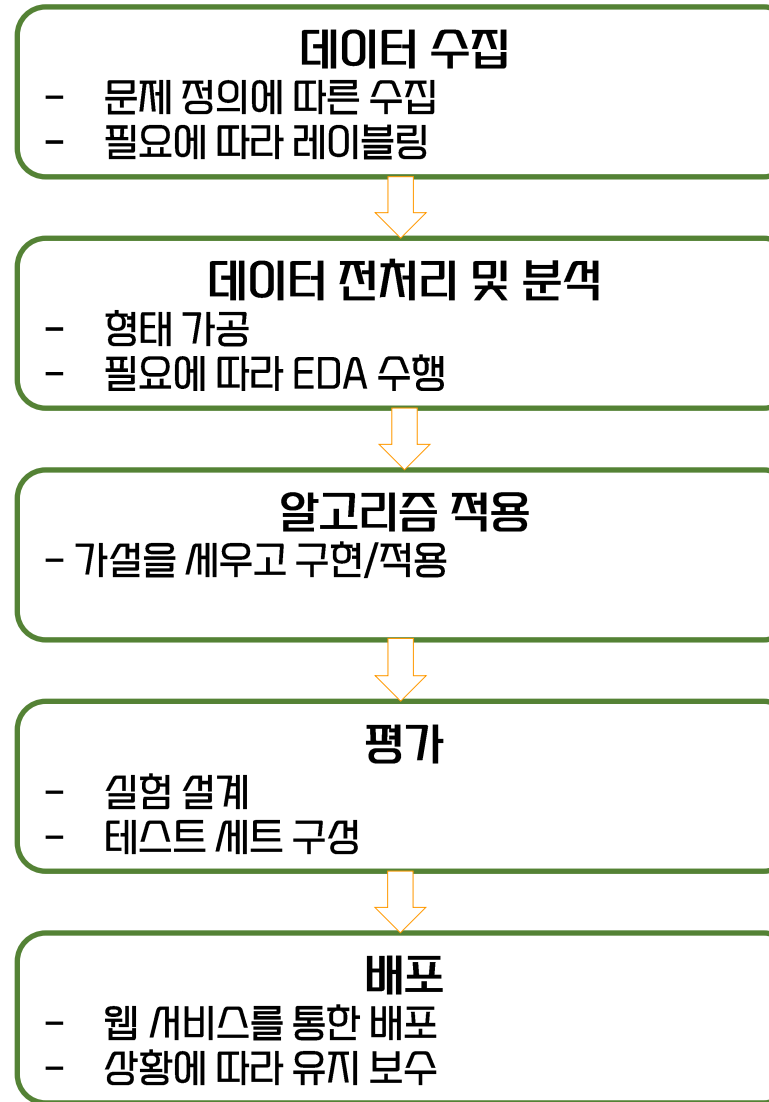 데이터 수집
- 문제 정의에 따른 수집
- 필요에 따라 레이블링
데이터 전처리 및 분석
- 형태 가공
- 필요에 따라 EDA 수행
알고리즘 적용
- 가설을 세우고 구현/적용
평가
- 실험 설계
- 테스트 세트 구성
배포
- 웹 서비스를 통한 배포
- 상황에 따라 유지 보수